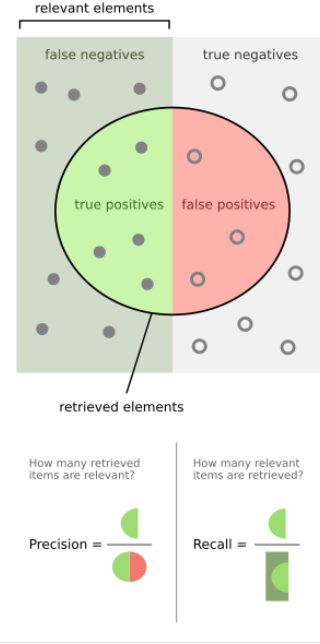 relevant elements
false negatives
true negatives
true positives
false positives
retrieved elements
How many retrieved
items are relevant?
Precision =
How many relevant
items are retrieved?
Recall =